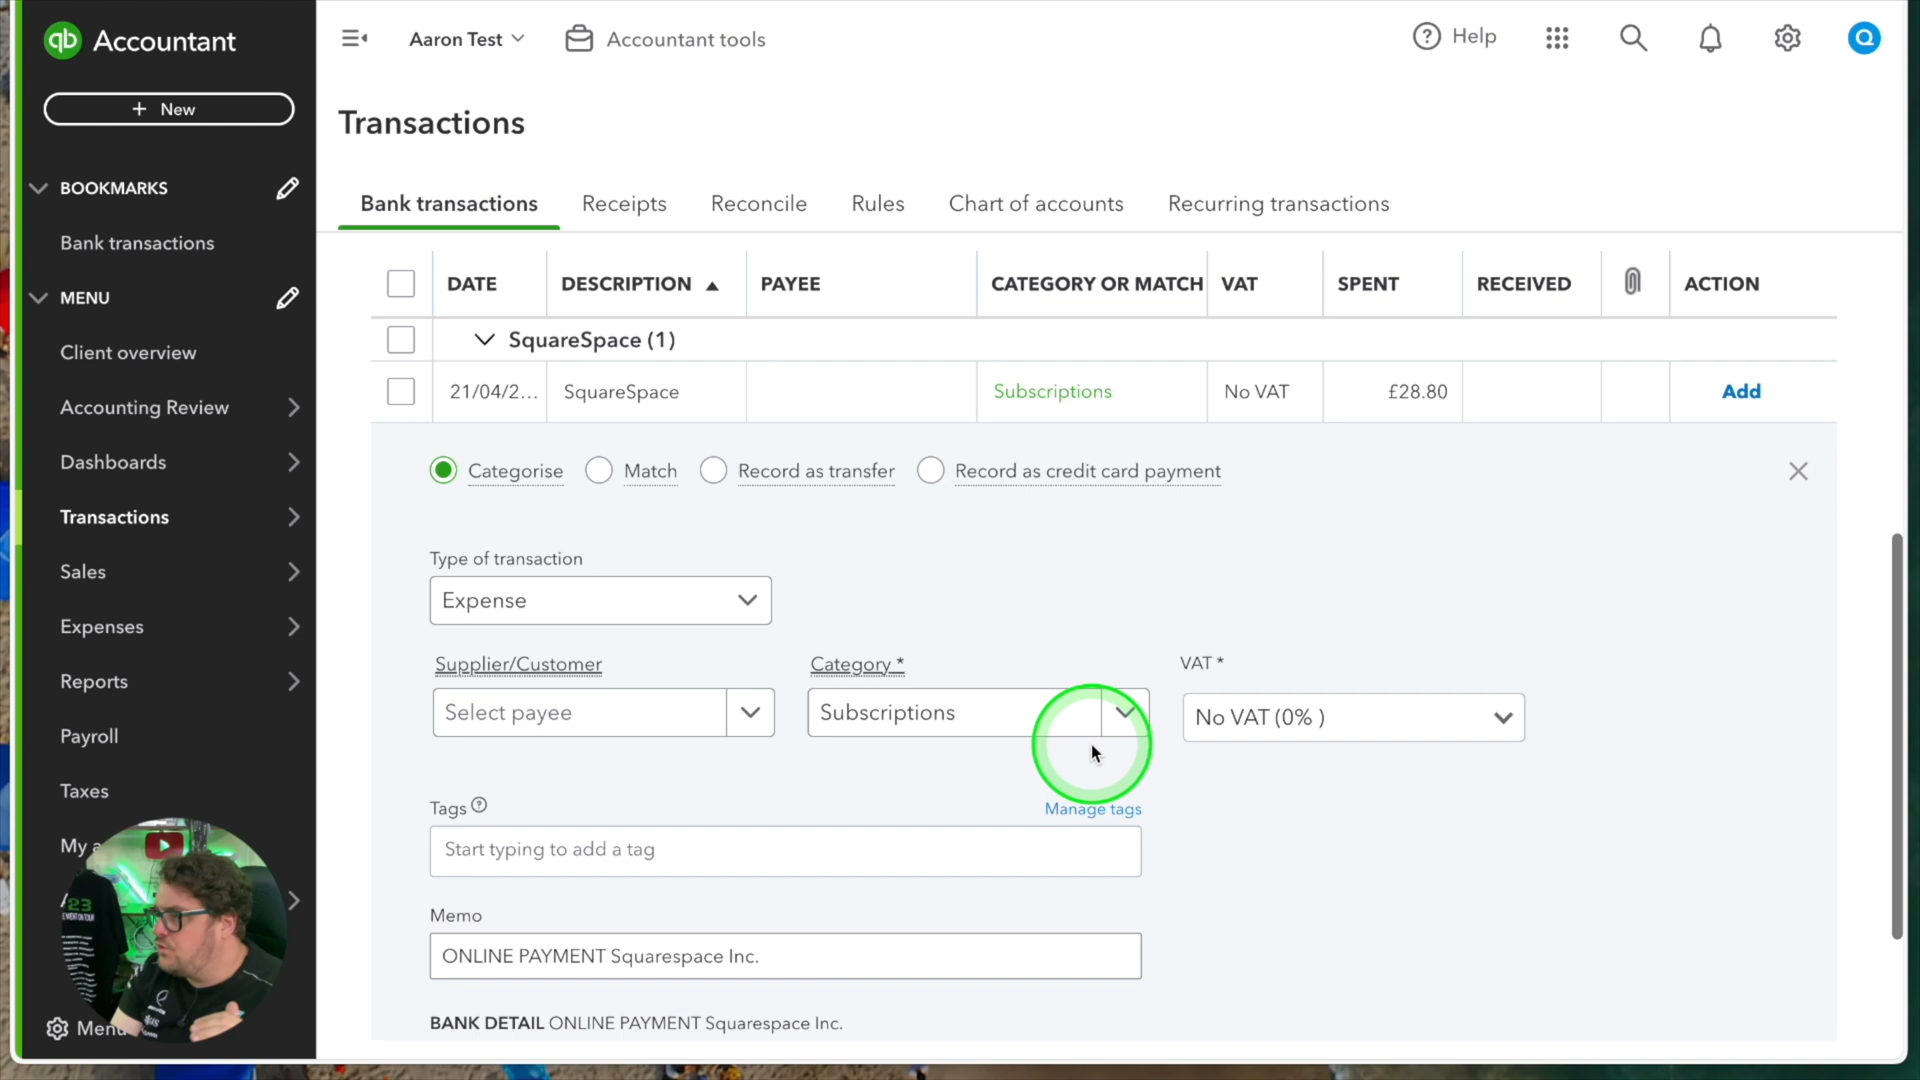 qb Accountant
Aaron Test
Accountant tools
Help
Q
+ New
Transactions
BOOKMARKS
Bank transactions
MENU
Client overview
Accounting Review
Dashboards
Transactions
Sales
Expenses
Reports
Payroll
Taxes
My a
Menu
Bank transactions
Receipts
Reconcile
Rules
Chart of accounts
Recurring transactions
DATE
DESCRIPTION
PAYEE
CATEGORY OR MATCH
VAT
SPENT
RECEIVED
ACTION
SquareSpace (1)
21/04/2...
SquareSpace
Subscriptions
No VAT
£28.80
Add
Categorise
Match
Record as transfer
Record as credit card payment
Type of transaction
Expense
Supplier/Customer
Category *
VAT *
Select payee
Subscriptions
No VAT (0% )
Tags
Manage tags
Start typing to add a tag
Memo
ONLINE PAYMENT Squarespace Inc.
BANK DETAIL ONLINE PAYMENT Squarespace Inc.
23